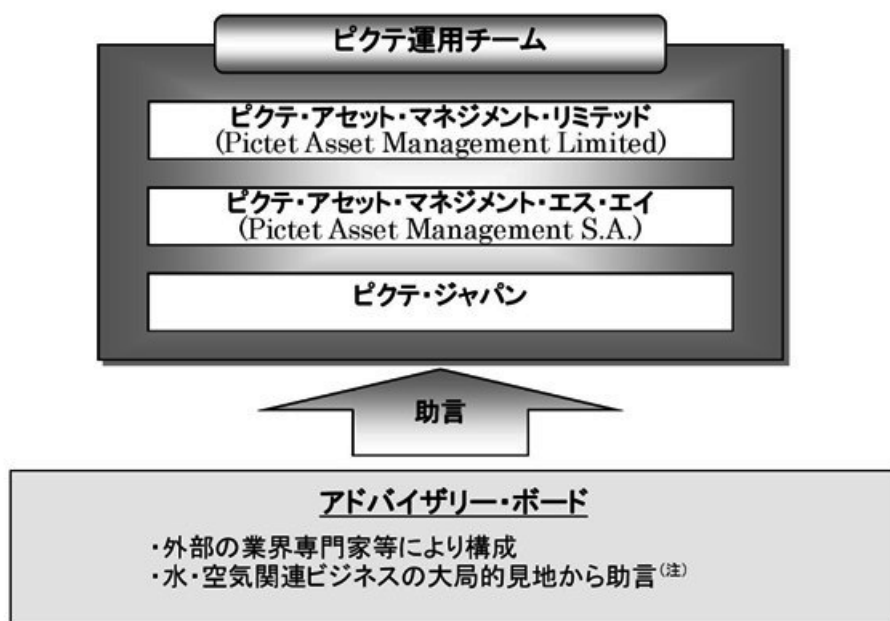 ピクテ運用チーム
ピクテ・アセット・マネジメント・リミテッド
(Pictet Asset Management Limited)
ピクテ・アセット・マネジメント・エス・エイ
(Pictet Asset Management S.A.)
ピクテ・ジャパン
助言
アドバイザリー・ボード
・外部の業界専門家等により構成
・水・空気関連ビジネスの大局的見地から助言(注)